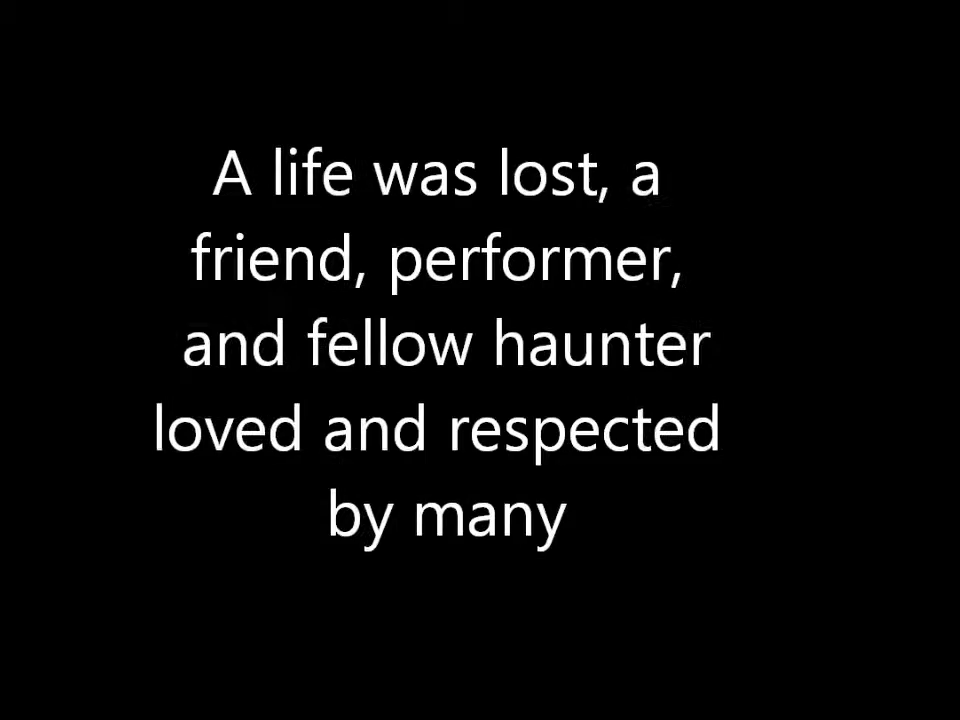 A life was lost, a
friend, performer,
and fellow haunter
loved and respected
by many